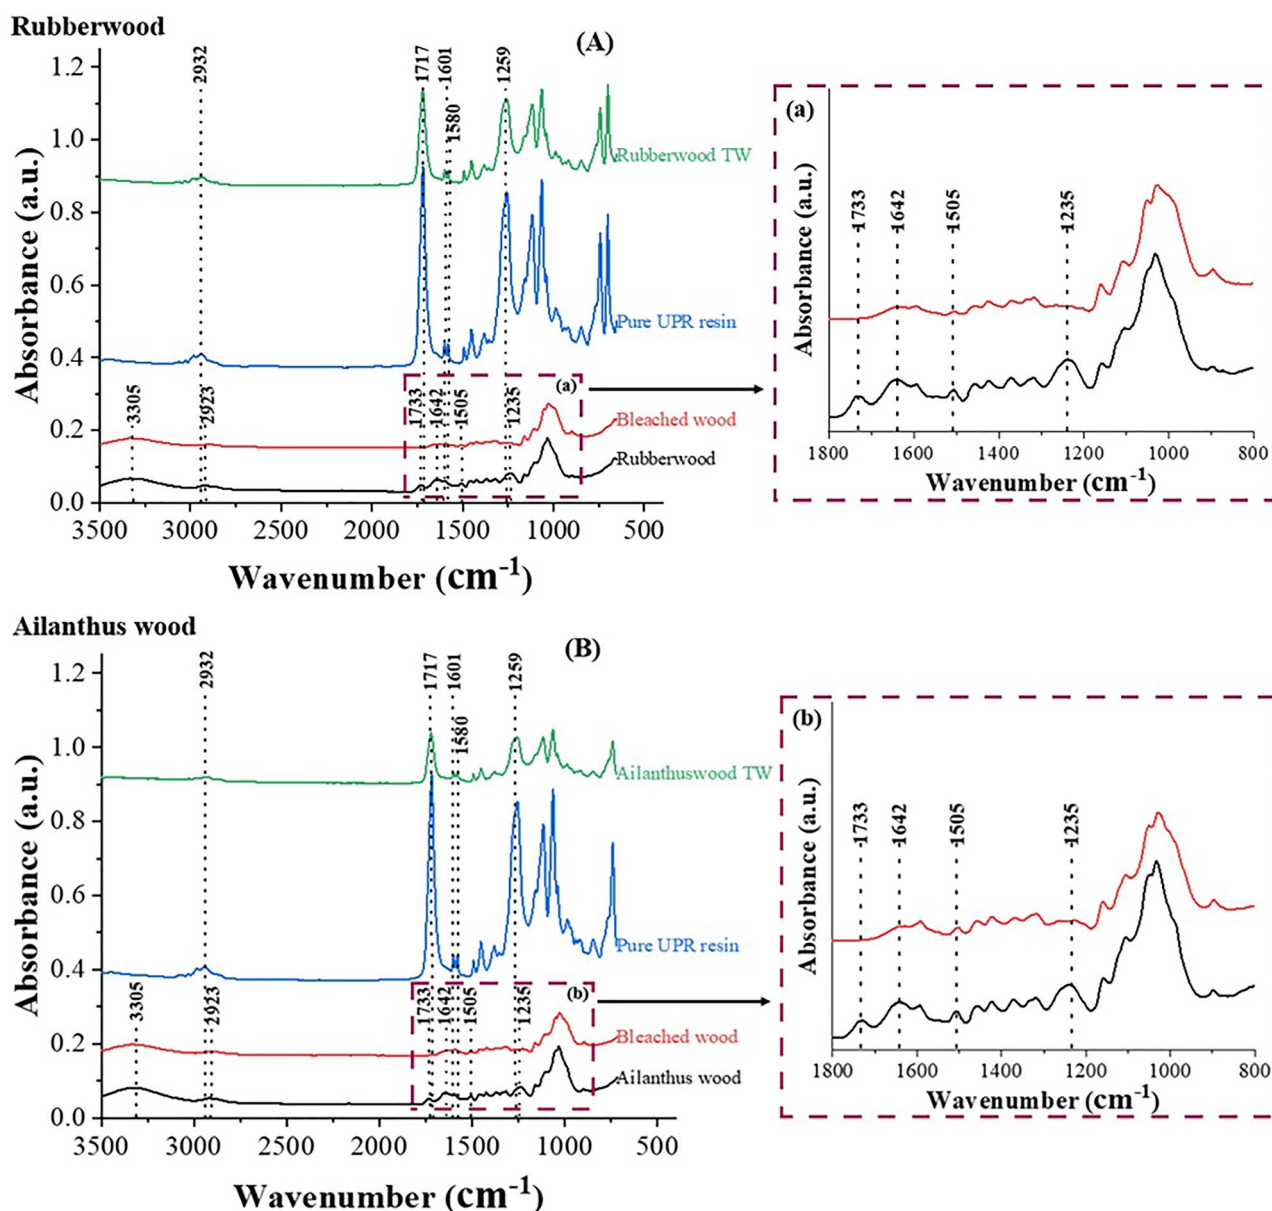 Rubberwood
(A)
1.2
1.0
0.8
0.6
0.4
0.2
0.0
Absorbance (a.u.)
2932
1717
1601
1580
1259
Rubberwood TW
Pure UPR resin
(a)
3305
2923
1733
1642
1505
1235
Bleached wood
Rubberwood
3500 3000 2500 2000 1500 1000 500
Wavenumber (cm-1)
(a)
Absorbance (a.u.)
1733
1642
1505
1235
1800 1600 1400 1200 1000 800
Wavenumber (cm-1)
Ailanthus wood
(B)
1.2
1.0
0.8
0.6
0.4
0.2
0.0
Absorbance (a.u.)
2932
1717
1601
1580
1259
Ailanthuswood TW
Pure UPR resin
(b)
3305
2923
1733
1642
1505
1235
Bleached wood
Ailanthus wood
3500 3000 2500 2000 1500 1000 500
Wavenumber (cm-1)
(b)
Absorbance (a.u.)
1733
1642
1505
1235
1800 1600 1400 1200 1000 800
Wavenumber (cm-1)